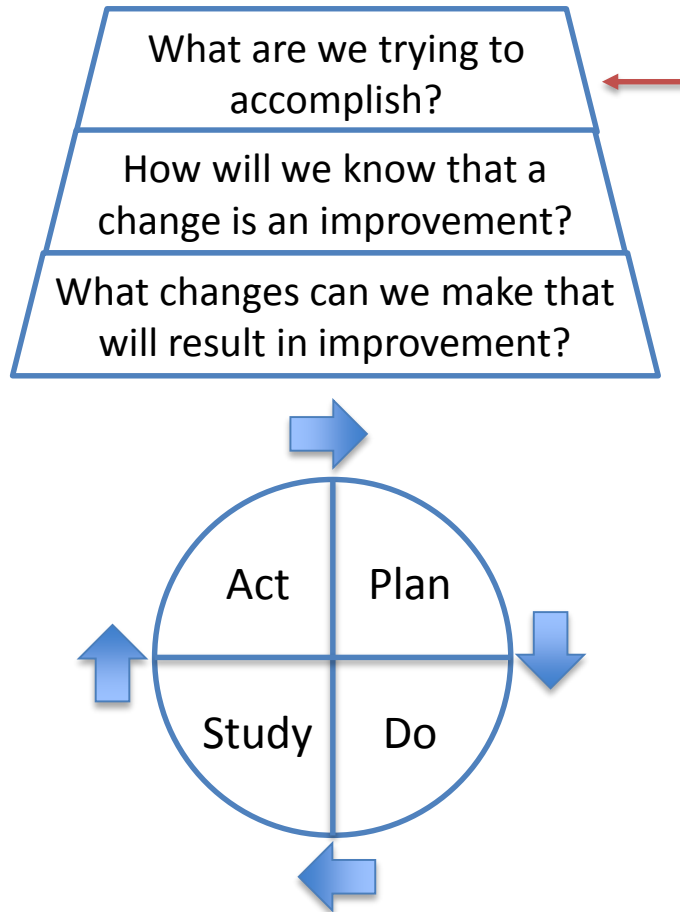 What are we trying to
accomplish?
How will we know that a
change is an improvement?
What changes can we make that
will result in improvement?
Act
Plan
Study
Do